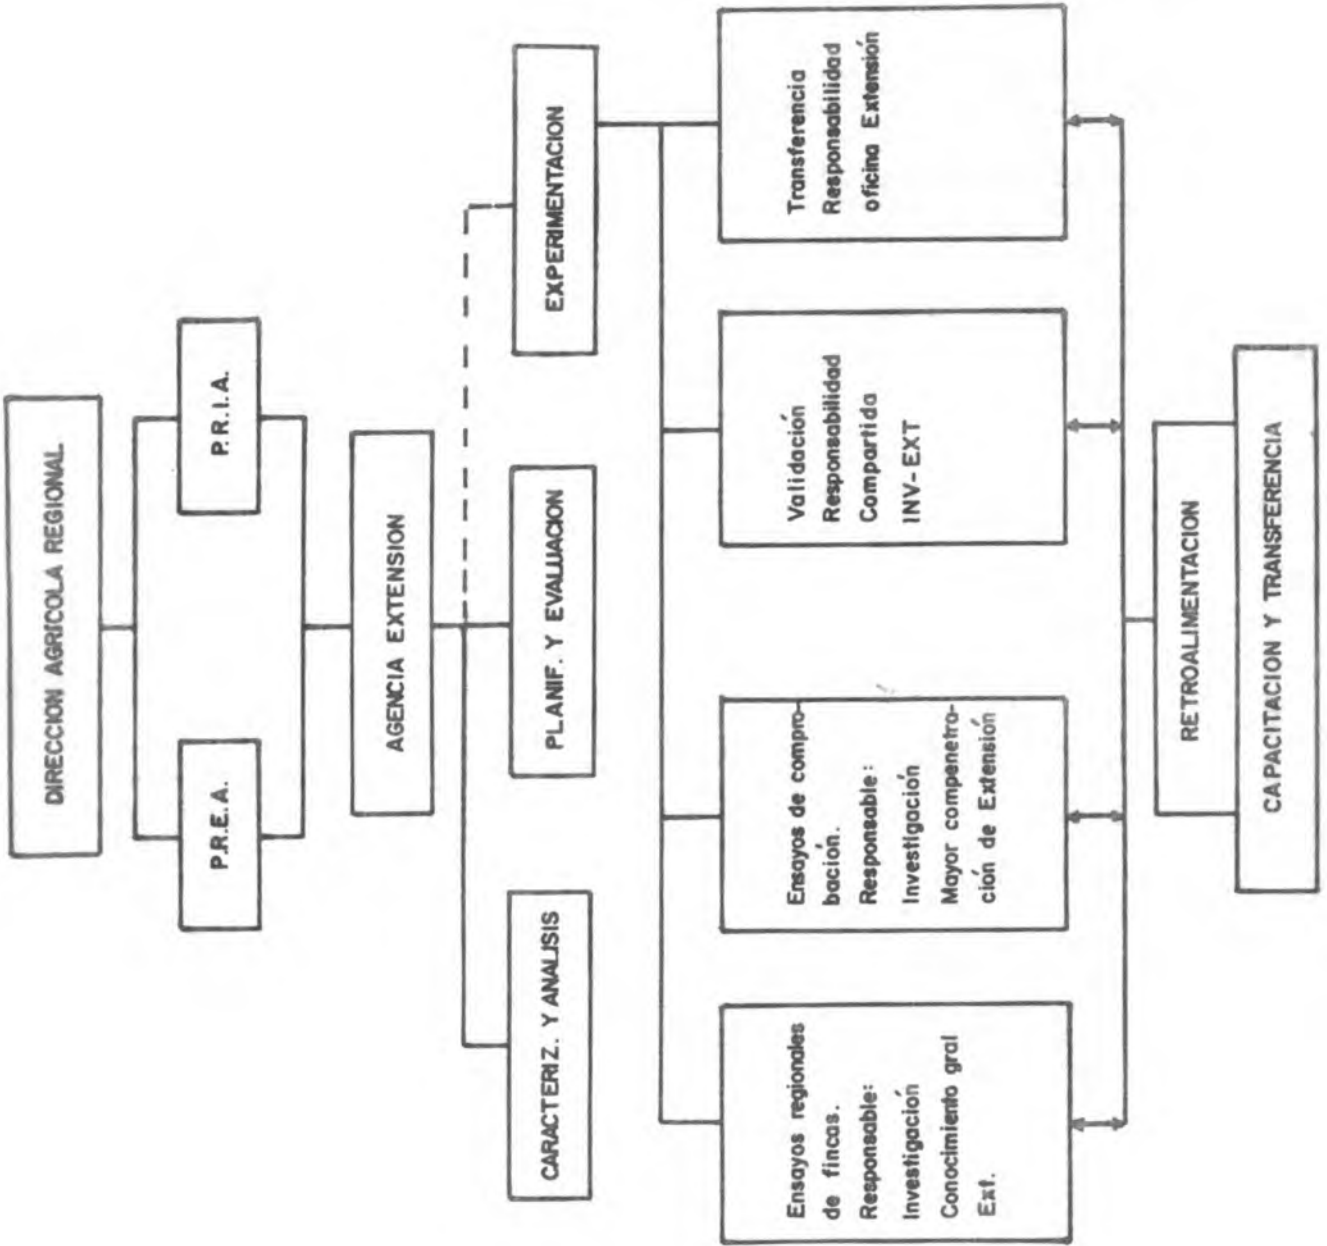 DIRECCION AGRICOLA REGIONAL
P.R.E.A.
P.R.I.A.
AGENCIA EXTENSION
CARACTERIZ. Y ANALISIS
PLANIF. Y EVALUACION
EXPERIMENTACION
Ensayos regionales
de fincas.
Responsable:
Investigación
Conocimiento gral
Ext.
Ensayos de compro-
bación.
Responsable:
Investigación
Mayor compenetra-
ción de Extensión
Validación
Responsabilidad
Compartida
INV-EXT
Transferencia
Responsabilidad
oficina Extensión
RETROALIMENTACION
CAPACITACION Y TRANSFERENCIA